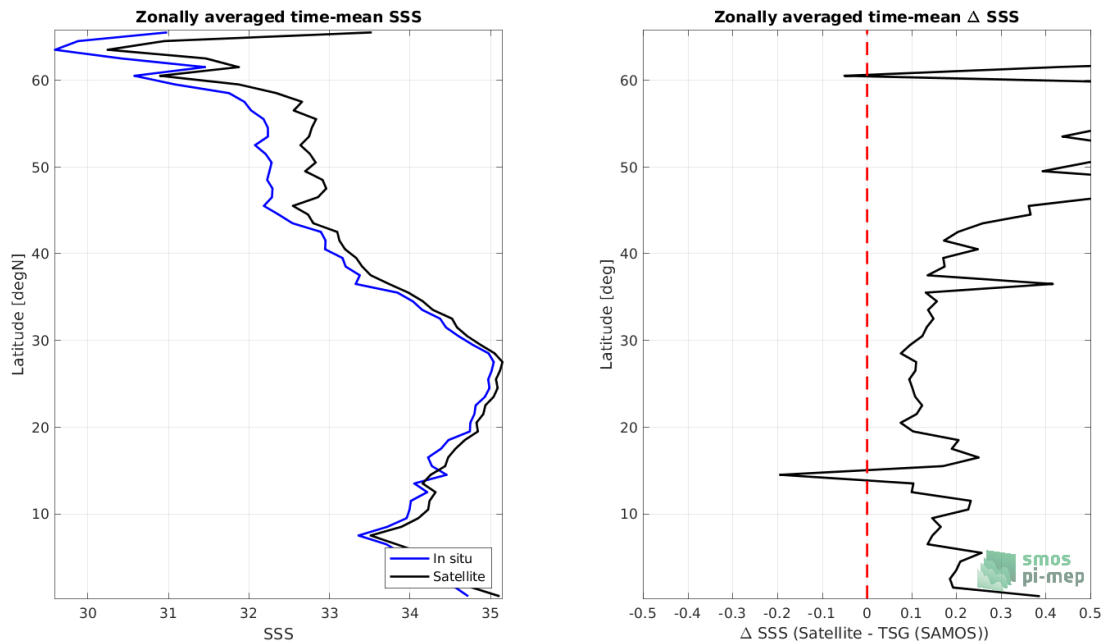 Zonally averaged time-mean SSS
60
50
40
30
20
10
Latitude [degN]
30
31
32
33
34
35
SSS
In situ
Satellite
Zonally averaged time-mean Δ SSS
60
50
40
30
20
10
Latitude [deg]
-0.5
-0.4
-0.3
-0.2
-0.1
0
0.1
0.2
0.3
0.4
0.5
Δ SSS (Satellite - TSG (SAMOS))
smos
pi-mep